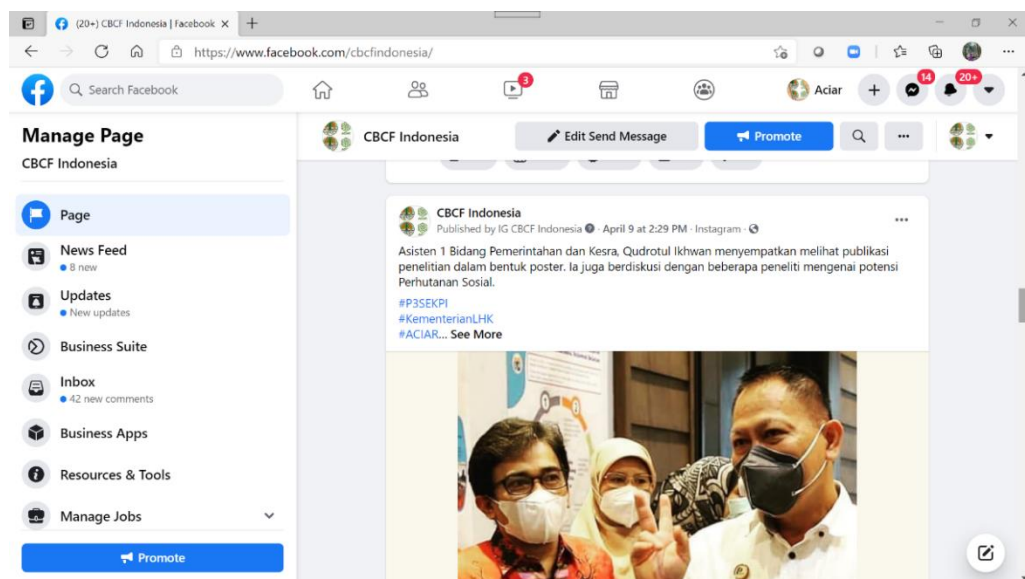 (20+) CBCF Indonesia | Facebook
https://www.facebook.com/cbcfindonesia/
Search Facebook
3
Aciar
14
20+
Manage Page
CBCF Indonesia
Page
News Feed
8 new
Updates
New updates
Business Suite
Inbox
42 new comments
Business Apps
Resources & Tools
Manage Jobs
Promote
CBCF Indonesia
Edit Send Message
Promote
CBCF Indonesia
Published by IG CBCF Indonesia · April 9 at 2:29 PM · Instagram ·
Asisten 1 Bidang Pemerintahan dan Kesra, Qudrotul Ikhwan menyempatkan melihat publikasi
penelitian dalam bentuk poster. Ia juga berdiskusi dengan beberapa peneliti mengenai potensi
Perhutanan Sosial.
#P3SEKPI
#KementerianLHK
#ACIAR... See More